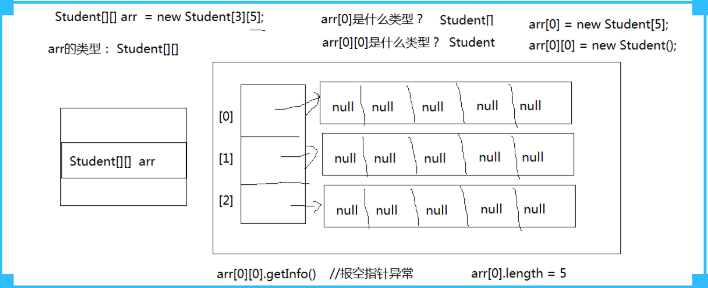 Student[][] arr = new Student[3][5];
arr[0]是什么类型？ Student[]
arr[0] = new Student[5];
arr的类型： Student[][]
arr[0][0]是什么类型？ Student
arr[0][0] = new Student();
[0]
null null null null null
Student[][] arr
[1]
null null null null null
[2]
null null null null null
arr[0][0].getInfo() //报空指针异常
arr[0].length = 5